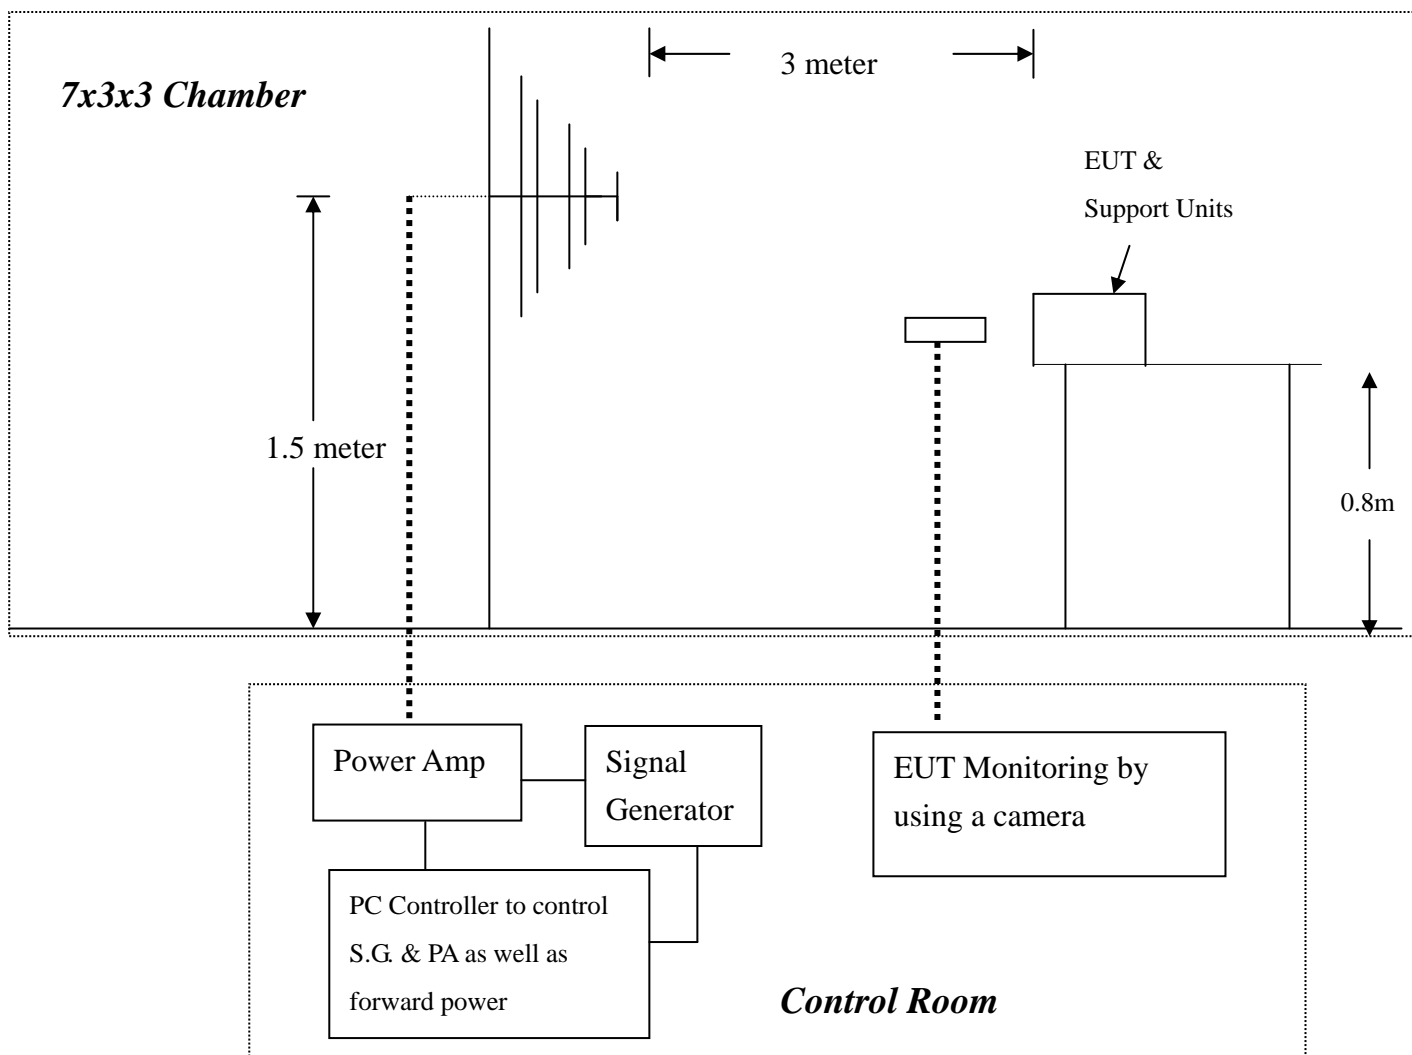 7x3x3 Chamber
3 meter
EUT &
Support Units
1.5 meter
0.8m
Power Amp
Signal
Generator
EUT Monitoring by
using a camera
PC Controller to control
S.G. & PA as well as
forward power
Control Room